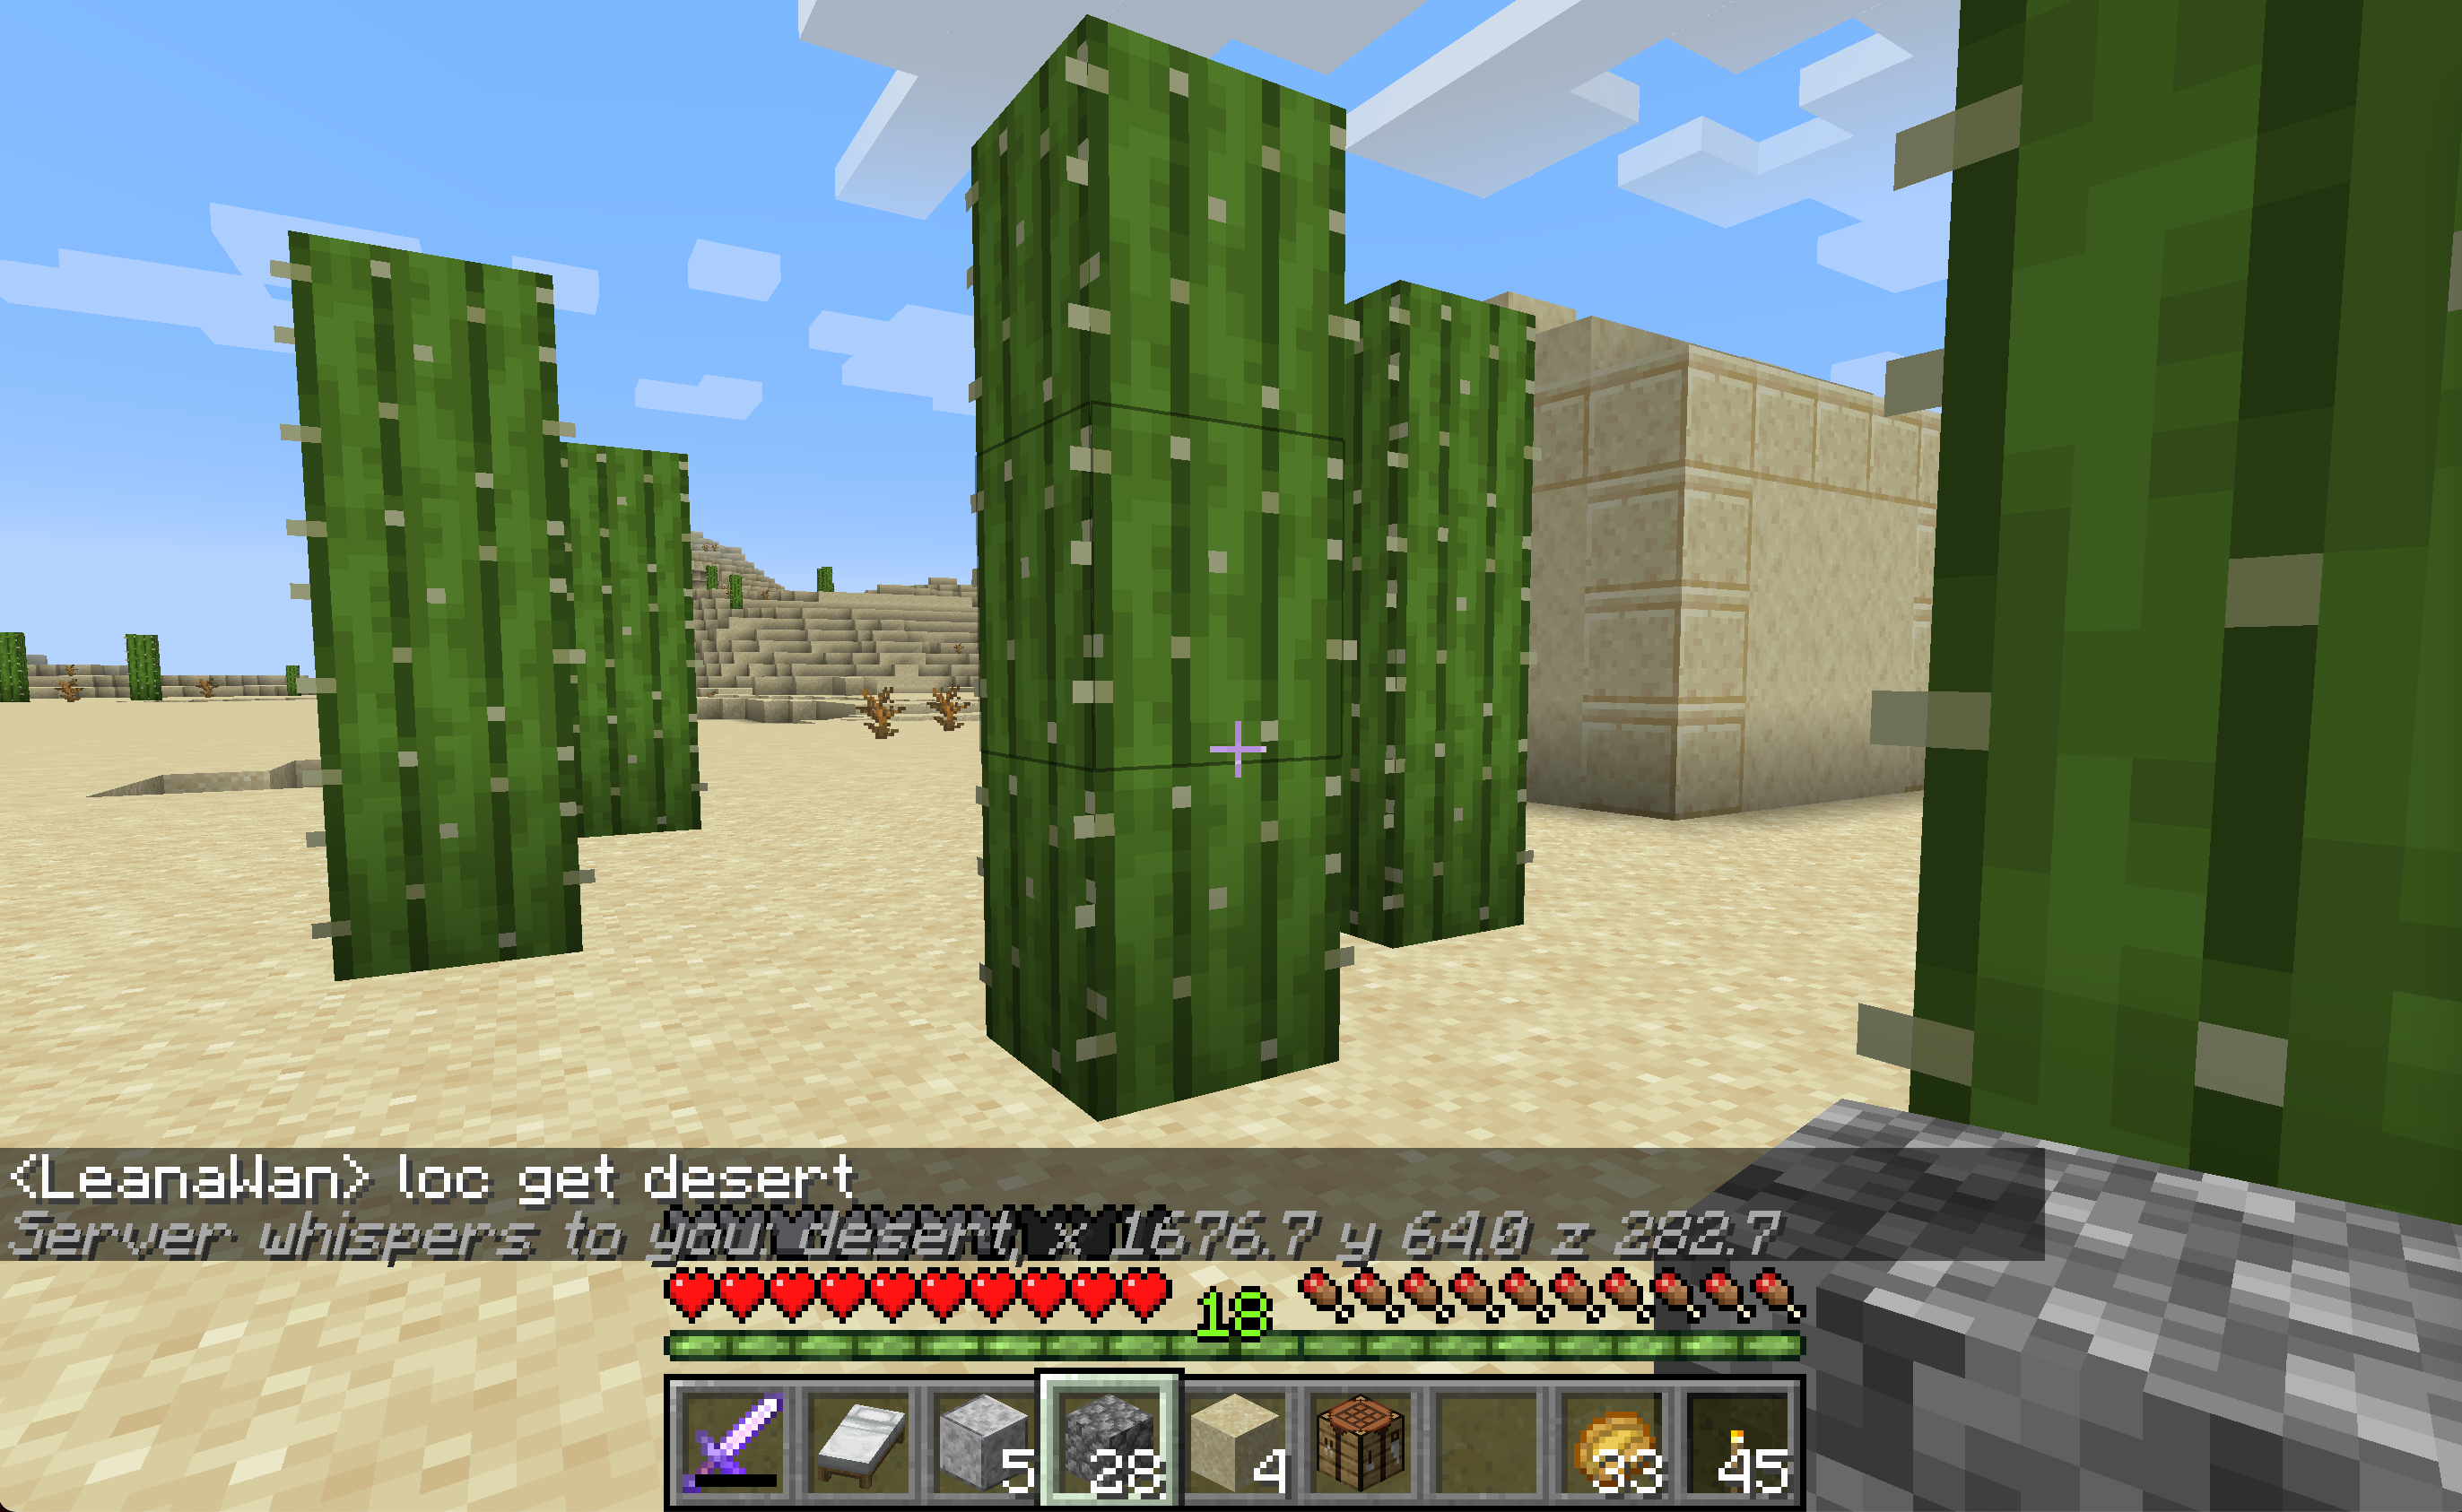 <LeanaWan> loc get desert
Server whispers to you: desert, x 1676.7 y 64.0 z 282.7
18
5 28 4 33 45